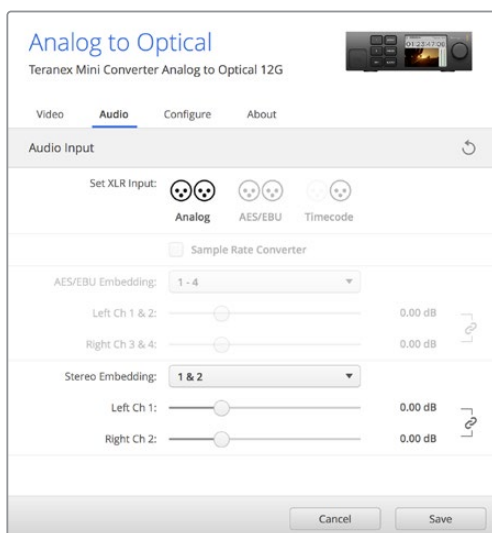 Analog to Optical
Teranex Mini Converter Analog to Optical 12G
01:23:47:06
Video Audio Configure About
Audio Input
Set XLR Input:
Analog AES/EBU Timecode
Sample Rate Converter
AES/EBU Embedding: 1 - 4
Left Ch 1 & 2: 0.00 dB
Right Ch 3 & 4: 0.00 dB
Stereo Embedding: 1 & 2
Left Ch 1: 0.00 dB
Right Ch 2: 0.00 dB
Cancel Save